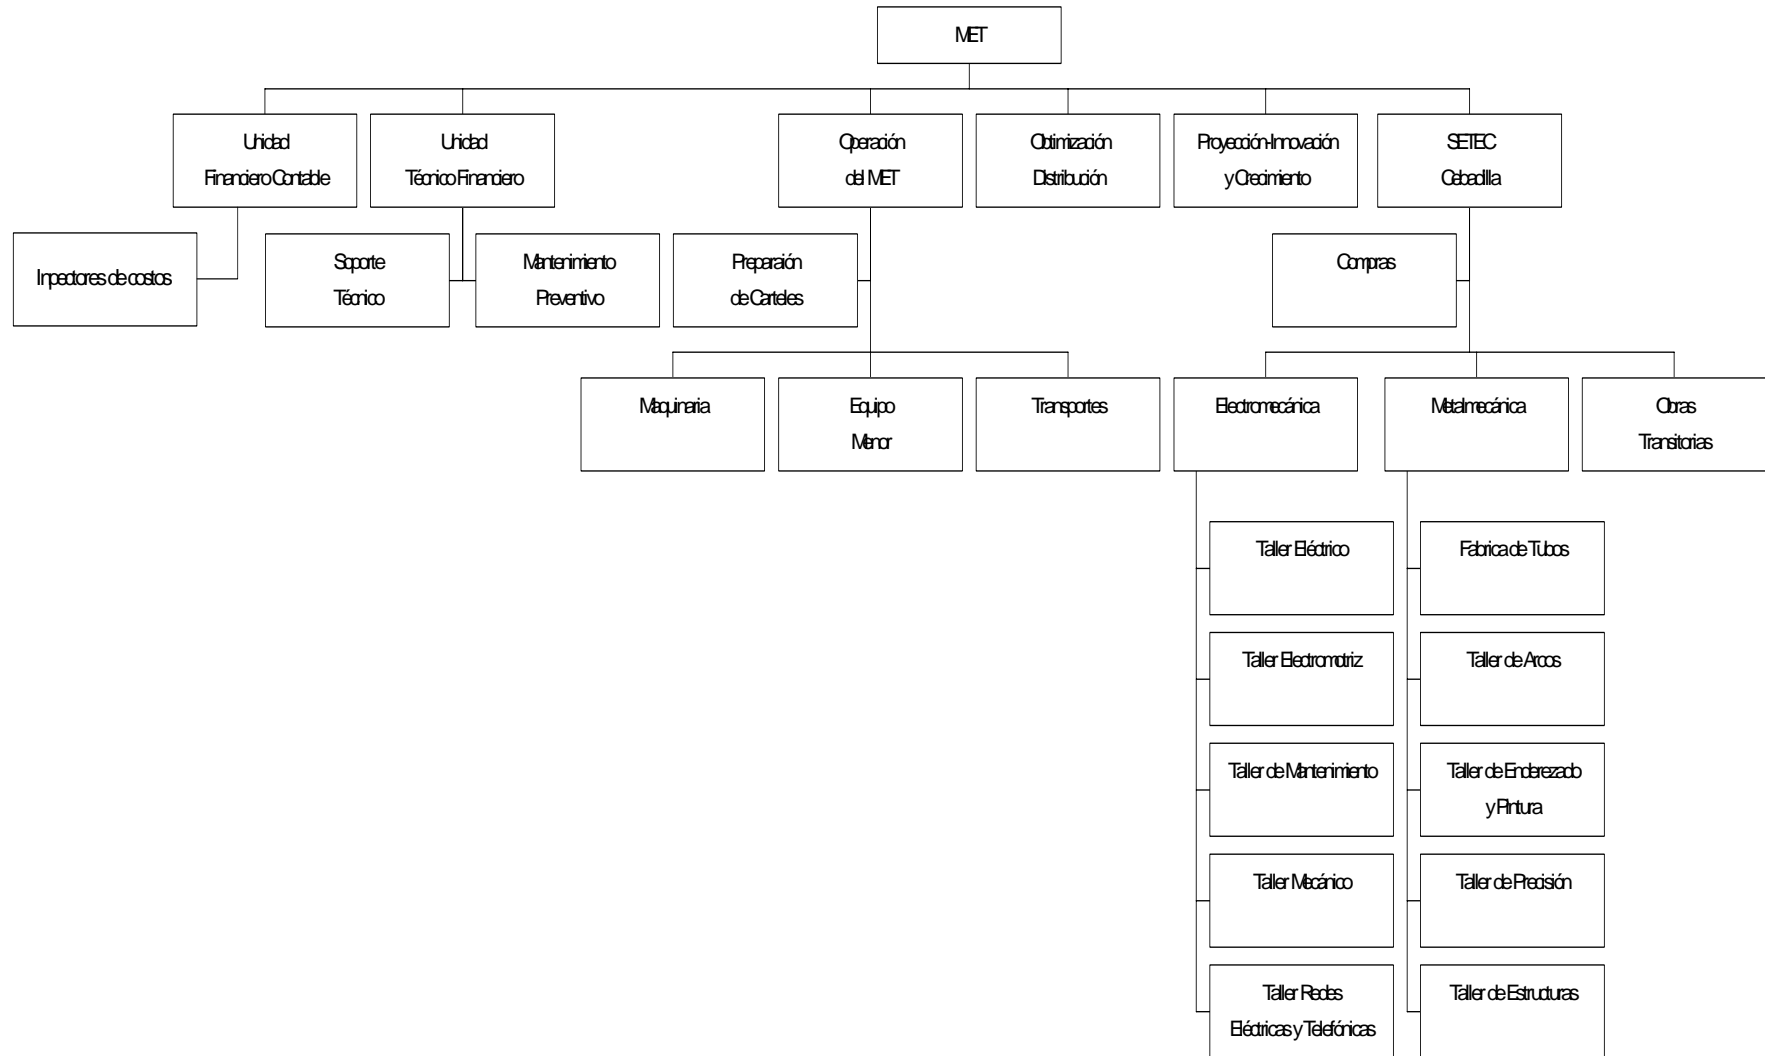 MET
Unidad
Financiero Contable
Unidad
Técnico Financiero
Operación
del MET
Obtimización
Distribución
Proyección-Innovación
y Crecimiento
SETEC
Cebadilla
Inpectores de costos
Soporte
Técnico
Mantenimiento
Preventivo
Preparaión
de Carteles
Compras
Maquinaria
Equipo
Menor
Transportes
Electromecánica
Metalmecánica
Obras
Transitorias
Taller Eléctrico
Fabrica de Tubos
Taller Electromotriz
Taller de Arcos
Taller de Mantenimiento
Taller de Enderezado
y Pintura
Taller Mecánico
Taller de Precisión
Taller Redes
Eléctricas y Telefónicas
Taller de Estructuras